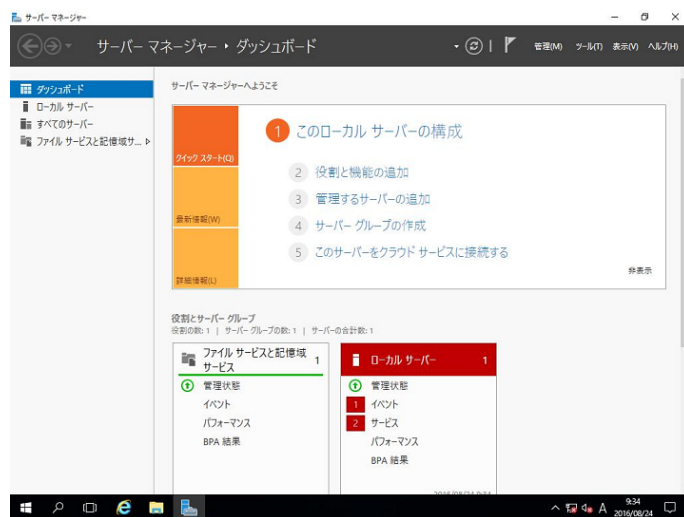 サーバー マネージャー
サーバー マネージャー・ダッシュボード
管理(M) ツール(T) 表示(V) ヘルプ(H)
ダッシュボード
ローカル サーバー
すべてのサーバー
ファイル サービスと記憶域サ...
サーバー マネージャーへようこそ
クイック スタート(Q)
最新情報(W)
詳細情報(L)
1 このローカル サーバーの構成
2 役割と機能の追加
3 管理するサーバーの追加
4 サーバー グループの作成
5 このサーバーをクラウド サービスに接続する
非表示
役割とサーバー グループ
役割の数: 1 | サーバー グループの数: 1 | サーバーの合計数: 1
ファイル サービスと記憶域
サービス
1
管理状態
イベント
パフォーマンス
BPA 結果
ローカル サーバー 1
管理状態
1 イベント
2 サービス
パフォーマンス
BPA 結果
2016/08/24 9:34
A
9:34
2016/08/24